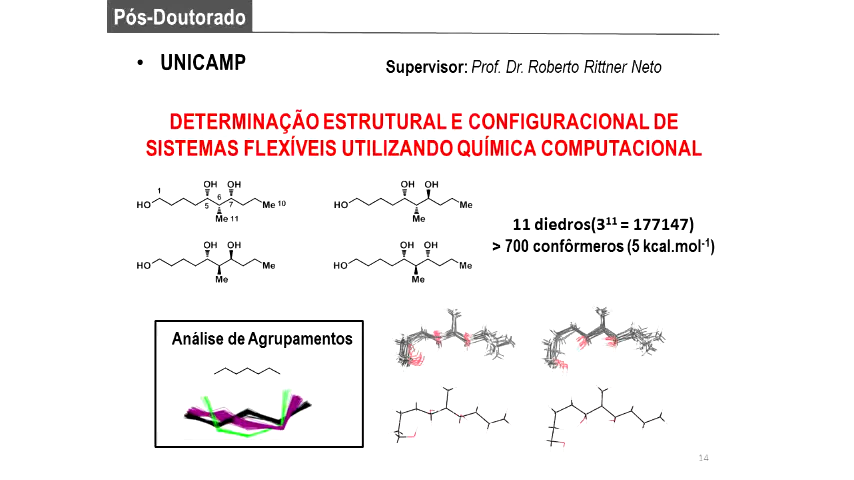 Pós-Doutorado
• UNICAMP
Supervisor: Prof. Dr. Roberto Rittner Neto
DETERMINAÇÃO ESTRUTURAL E CONFIGURACIONAL DE
SISTEMAS FLEXÍVEIS UTILIZANDO QUÍMICA COMPUTACIONAL
1 OH OH
HO 5 6 7 Me 10
Me 11
OH OH
HO Me
Me
11 diedros(3¹¹ = 177147)
> 700 confôrmeros (5 kcal.mol⁻¹)
OH OH
HO Me
Me
OH OH
HO Me
Me
Análise de Agrupamentos
14